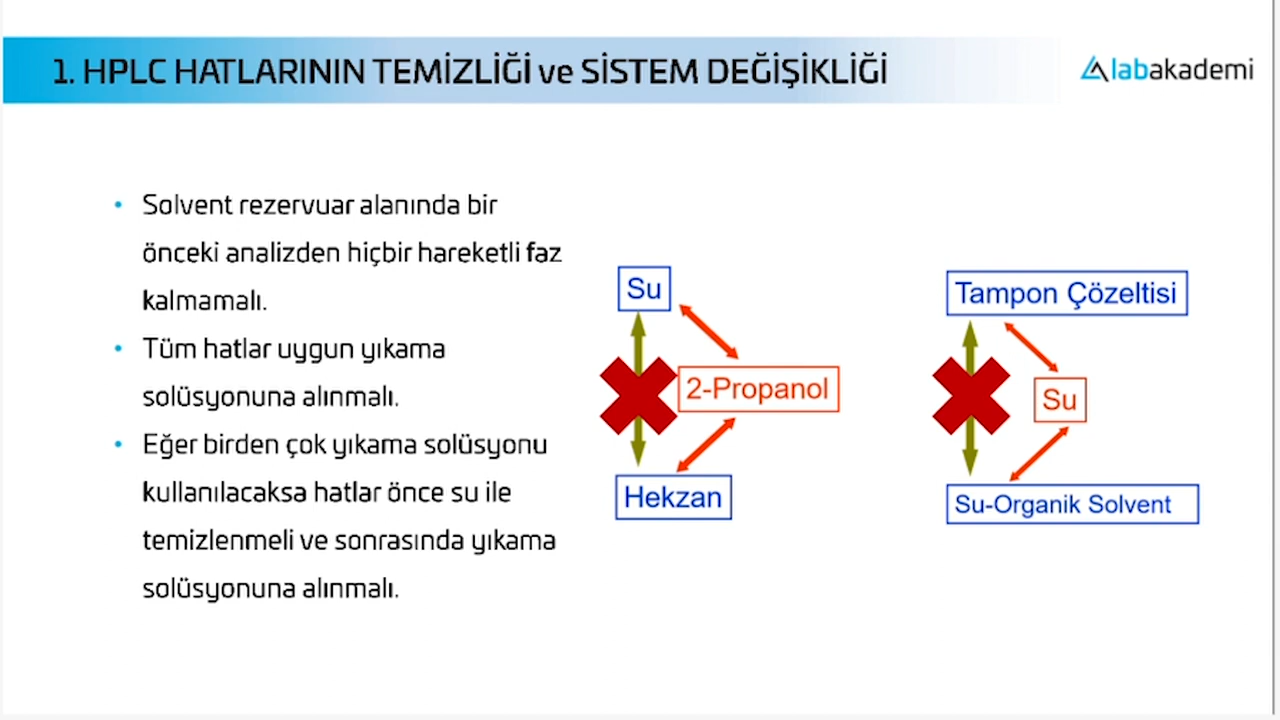 1. HPLC HATLARININ TEMİZLİĞİ ve SİSTEM DEĞİŞİKLİĞİ
labakademi
• Solvent rezervuar alanında bir
önceki analizden hiçbir hareketli faz
kalmamalı.
• Tüm hatlar uygun yıkama
solüsyonuna alınmalı.
• Eğer birden çok yıkama solüsyonu
kullanılacaksa hatlar önce su ile
temizlenmeli ve sonrasında yıkama
solüsyonuna alınmalı.
Su
2-Propanol
Hekzan
Tampon Çözeltisi
Su
Su-Organik Solvent